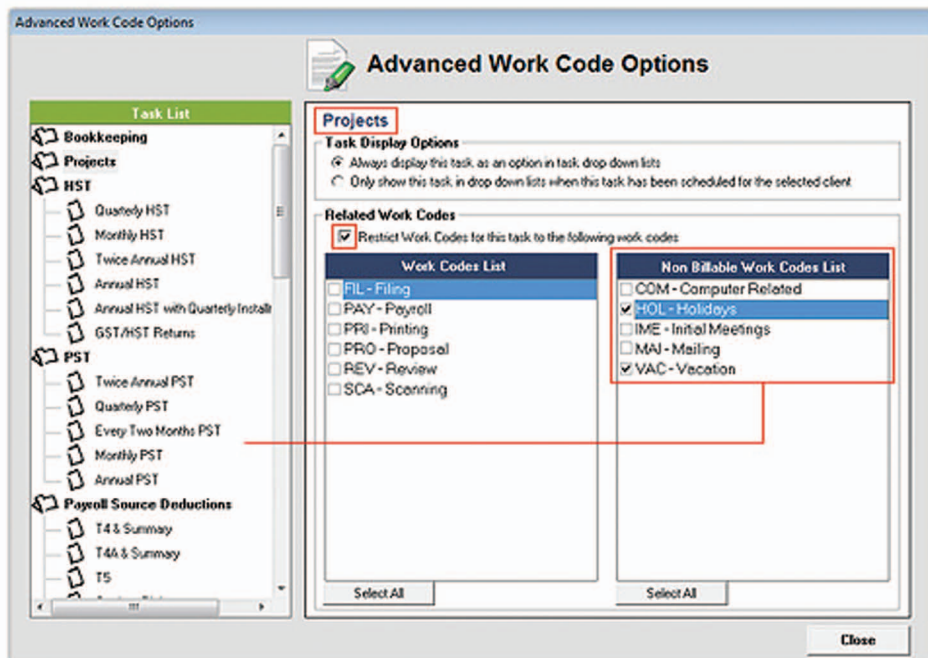 Advanced Work Code Options
Advanced Work Code Options
Task List
Bookkeeping
Projects
HST
Quarterly HST
Monthly HST
Twice Annual HST
Annual HST
Annual HST with Quarterly Install
GST/HST Returns
PST
Twice Annual PST
Quarterly PST
Every Two Months PST
Monthly PST
Annual PST
Payroll Source Deductions
T4 & Summary
T4A & Summary
T5
Projects
Task Display Options
Always display this task as an option in task drop down lists
Only show this task in drop down lists when this task has been scheduled for the selected client
Related Work Codes
Restrict Work Codes for this task to the following work codes
Work Codes List
FIL - Filing
PAY - Payroll
PRI - Printing
PRO - Proposal
REV - Review
SCA - Scanning
Select All
Non Billable Work Codes List
COM - Computer Related
HOL - Holidays
IME - Initial Meetings
MAI - Mailing
VAC - Vacation
Select All
Close